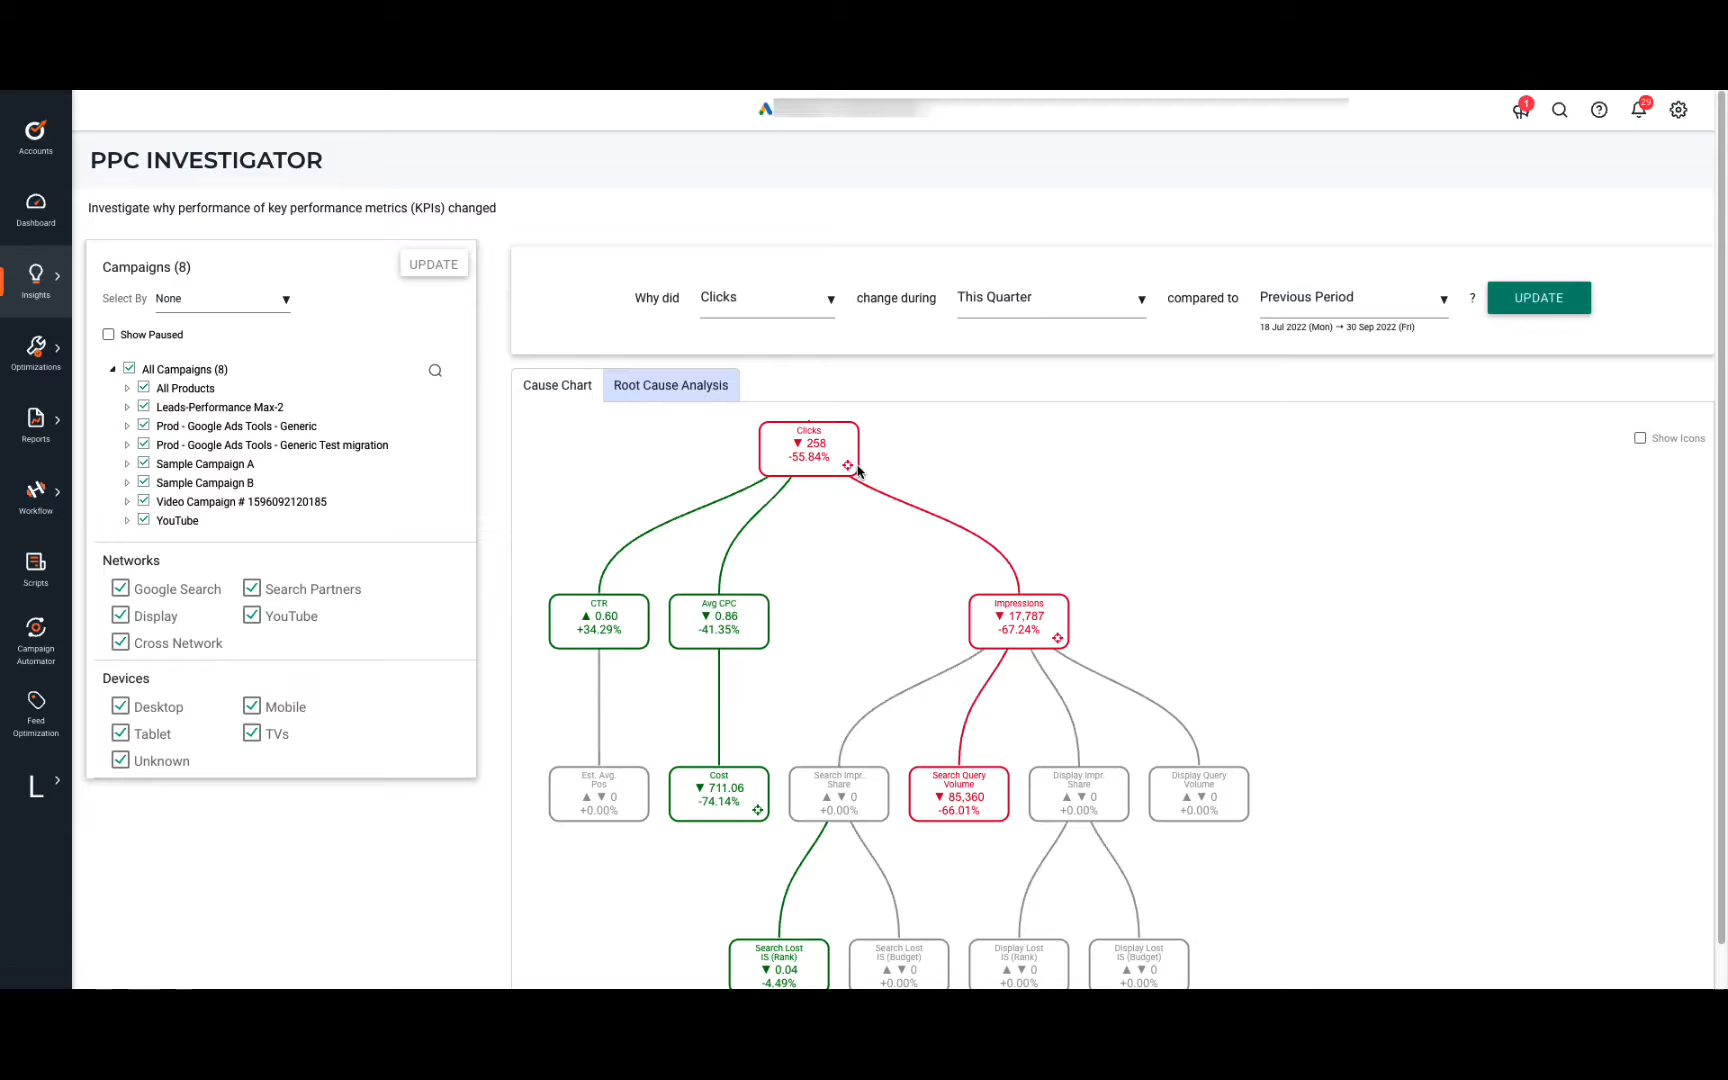 1
29
Accounts
Dashboard
Insights
Optimizations
Reports
Workflow
Scripts
Campaign
Automator
Feed
Optimization
L
PPC INVESTIGATOR
Investigate why performance of key performance metrics (KPIs) changed
Campaigns (8)
UPDATE
Select By None
Show Paused
All Campaigns (8)
All Products
Leads-Performance Max-2
Prod - Google Ads Tools - Generic
Prod - Google Ads Tools - Generic Test migration
Sample Campaign A
Sample Campaign B
Video Campaign # 1596092120185
YouTube
Networks
Google Search Search Partners
Display YouTube
Cross Network
Devices
Desktop Mobile
Tablet TVs
Unknown
Why did Clicks change during This Quarter compared to Previous Period ? UPDATE
18 Jul 2022 (Mon) → 30 Sep 2022 (Fri)
Cause Chart Root Cause Analysis
Show Icons
Clicks
▼ 258
-55.84%
CTR
▲ 0.60
+34.29%
Avg CPC
▼ 0.86
-41.35%
Impressions
▼ 17,787
-67.24%
Est. Avg.
Pos
▲ ▼ 0
+0.00%
Cost
▼ 711.06
-74.14%
Search Impr.
Share
▲ ▼ 0
+0.00%
Search Query
Volume
▼ 85,360
-66.01%
Display Impr.
Share
▲ ▼ 0
+0.00%
Display Query
Volume
▲ ▼ 0
+0.00%
Search Lost
IS (Rank)
▼ 0.04
-4.49%
Search Lost
IS (Budget)
▲ ▼ 0
+0.00%
Display Lost
IS (Rank)
▲ ▼ 0
+0.00%
Display Lost
IS (Budget)
▲ ▼ 0
+0.00%